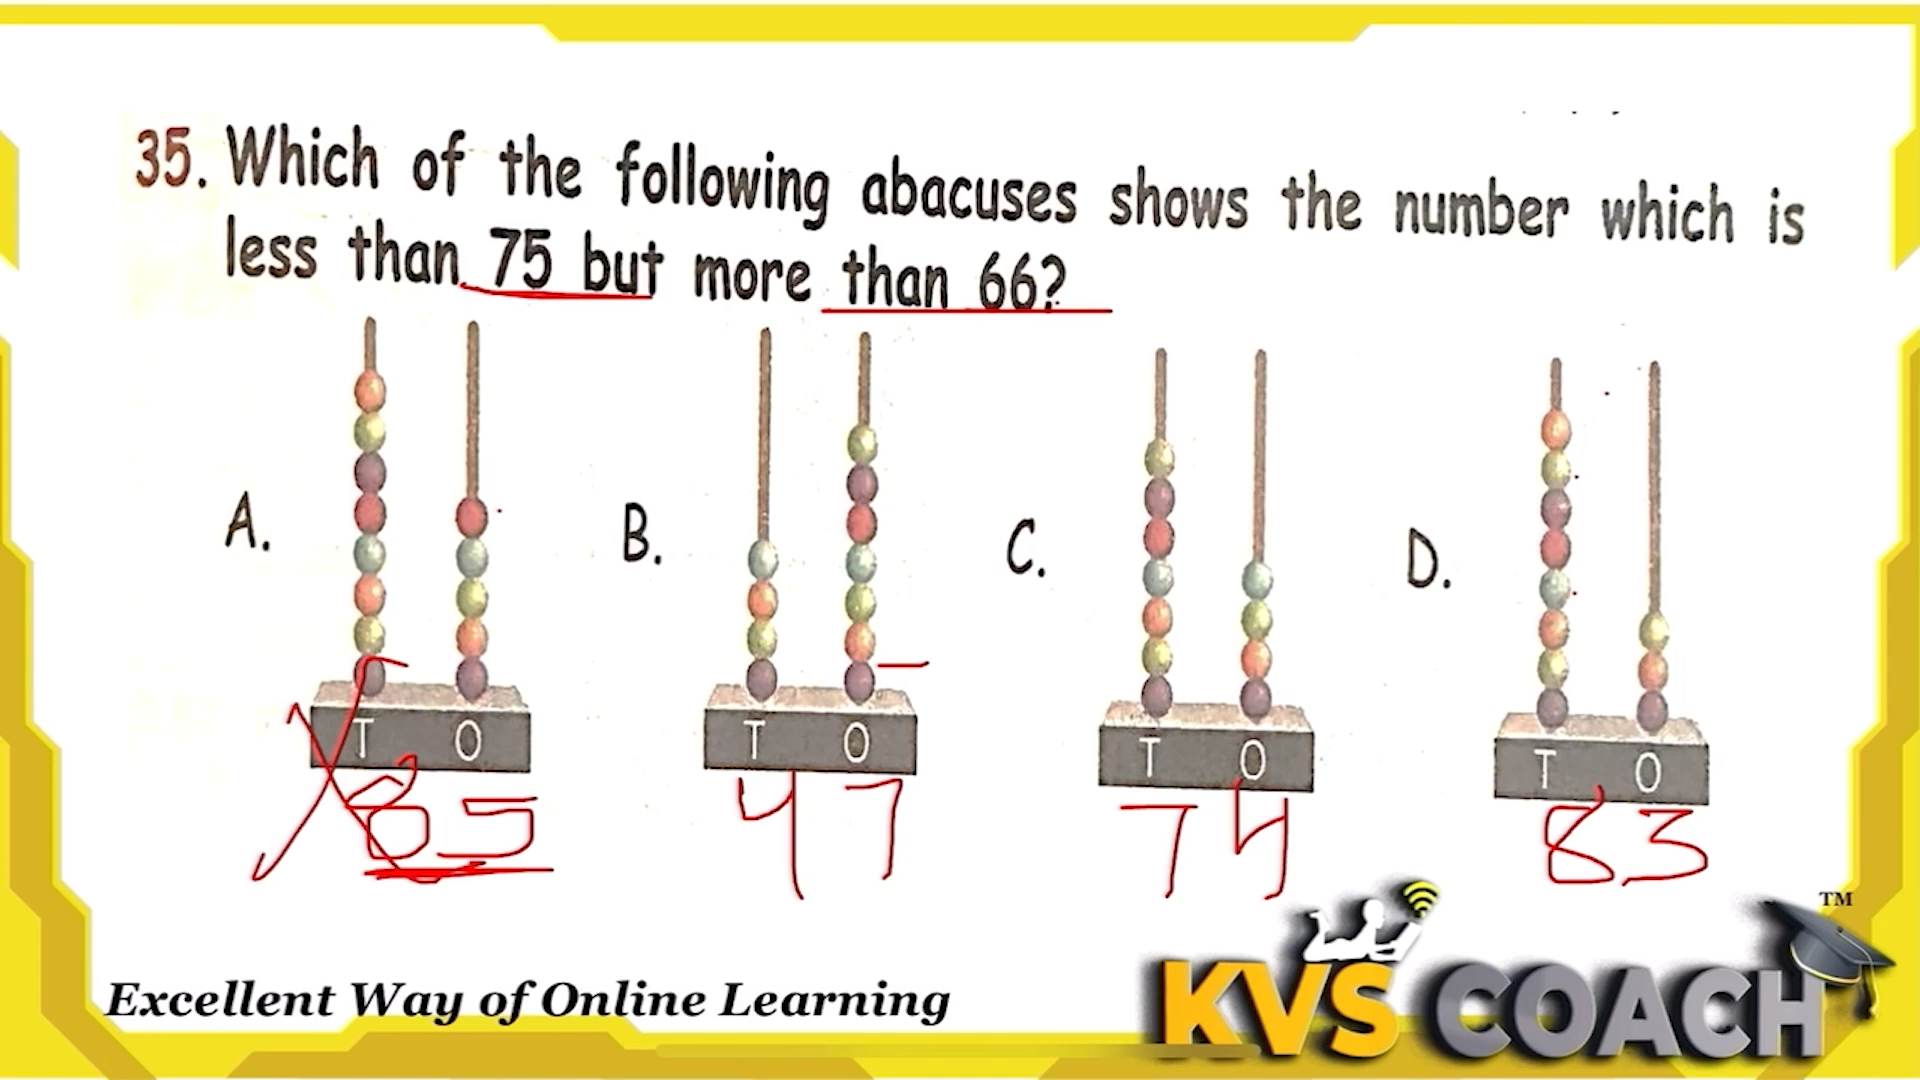 35. Which of the following abacuses shows the number which is
less than 75 but more than 66?
A.
B.
C.
D.
T O
T O
T O
T O
85
47
74
83
Excellent Way of Online Learning
KVS COACH
TM